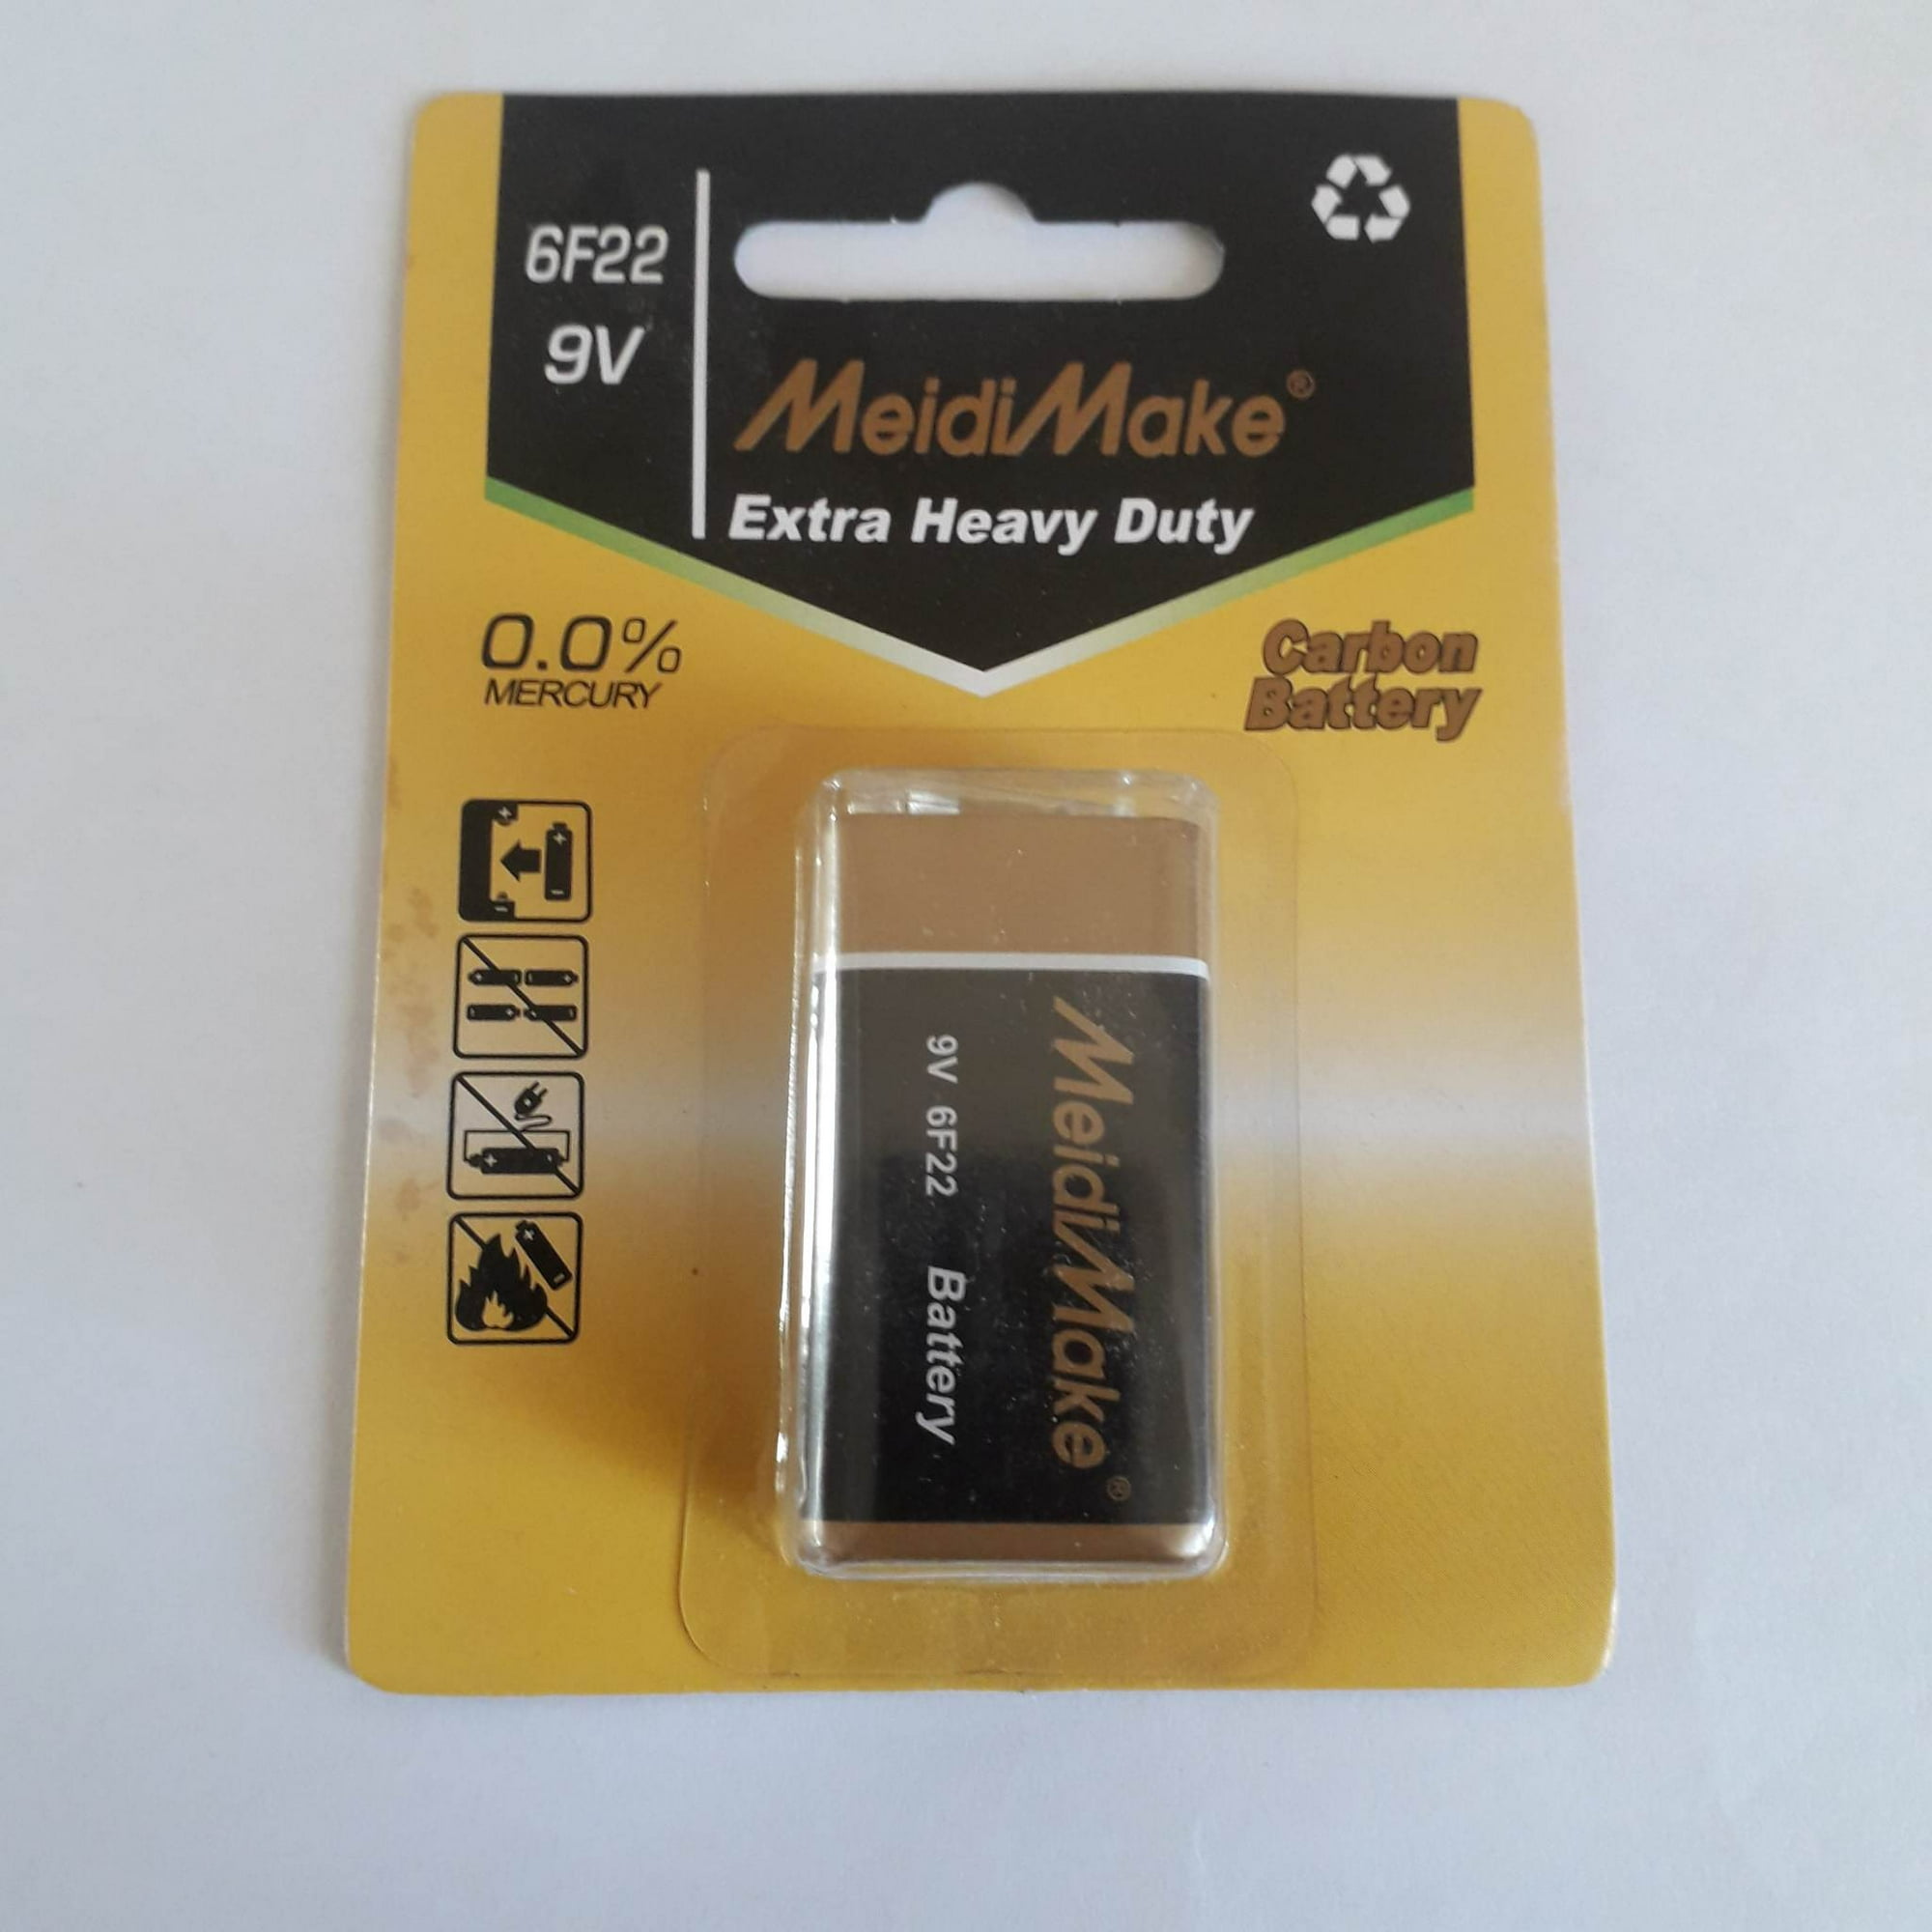 6F22
9V
MeidiMake®
Extra Heavy Duty
0.0%
MERCURY
Carbon
Battery
MeidiMake®
9V 6F22 Battery